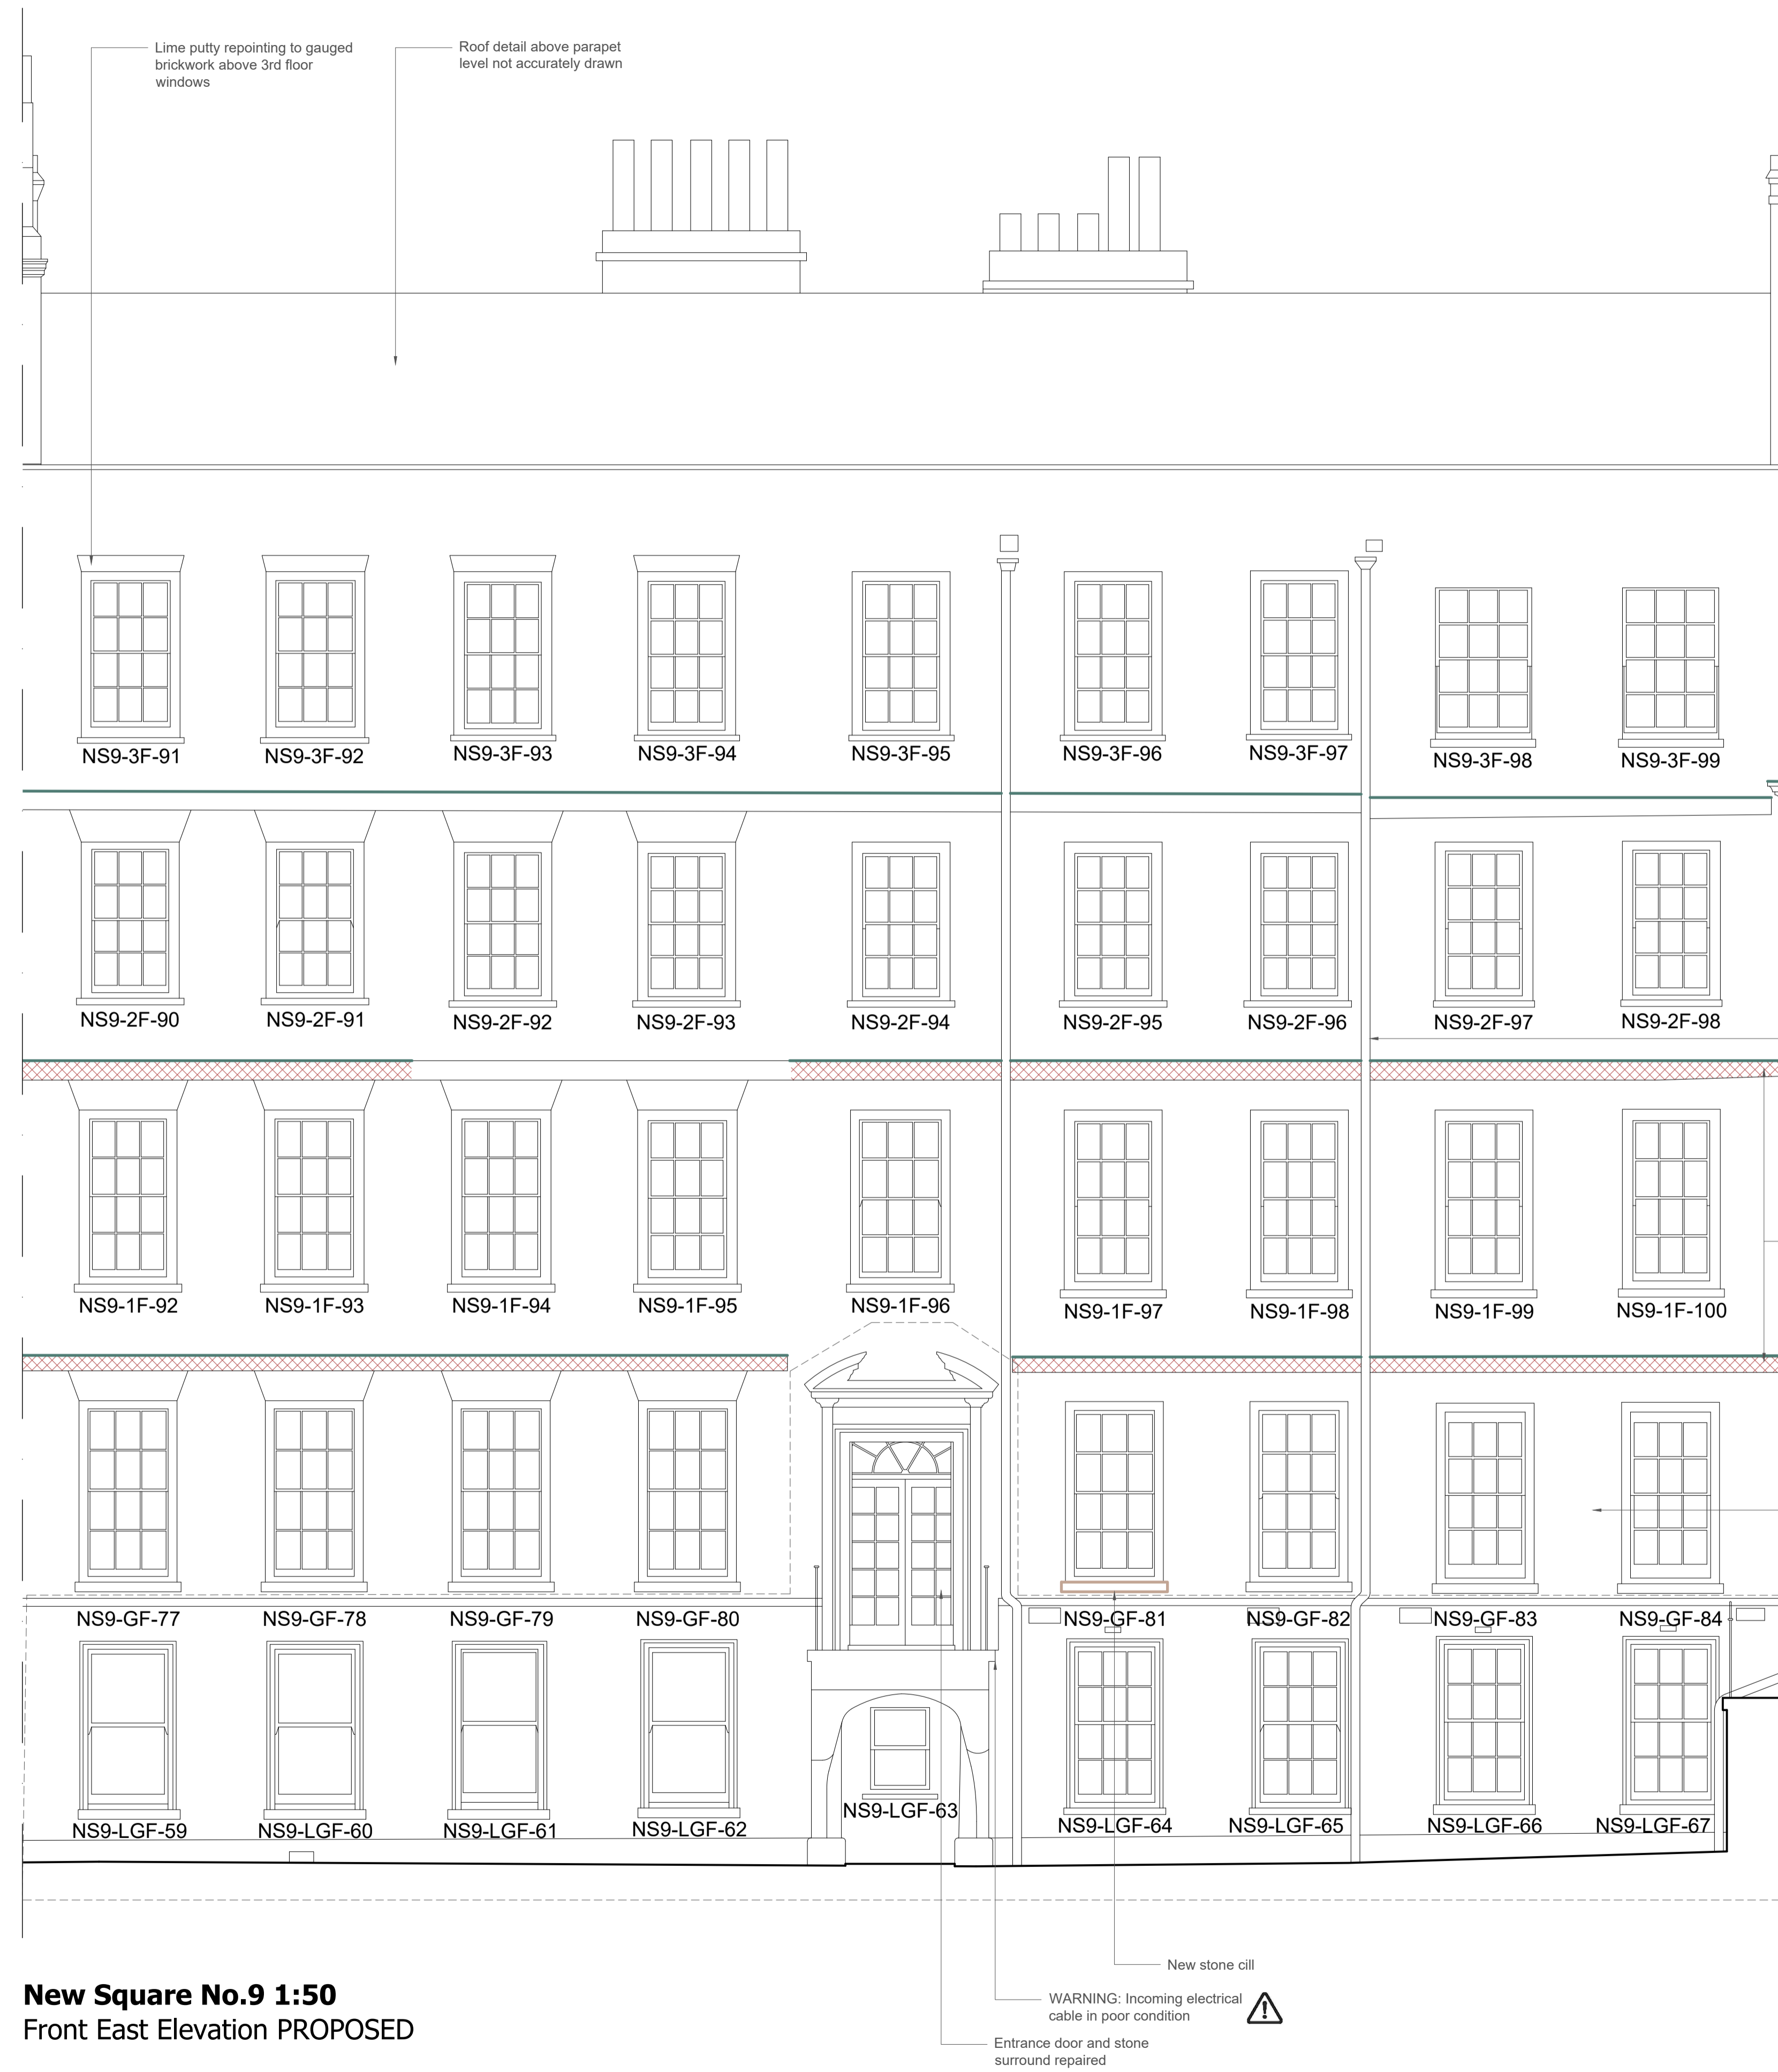 Lime putty repointing to gauged
brickwork above 3rd floor
windows
Roof detail above parapet
level not accurately drawn
NS9-3F-91 NS9-3F-92 NS9-3F-93 NS9-3F-94 NS9-3F-95 NS9-3F-96 NS9-3F-97 NS9-3F-98 NS9-3F-99
NS9-2F-90 NS9-2F-91 NS9-2F-92 NS9-2F-93 NS9-2F-94 NS9-2F-95 NS9-2F-96 NS9-2F-97 NS9-2F-98
NS9-1F-92 NS9-1F-93 NS9-1F-94 NS9-1F-95 NS9-1F-96 NS9-1F-97 NS9-1F-98 NS9-1F-99 NS9-1F-100
NS9-GF-77 NS9-GF-78 NS9-GF-79 NS9-GF-80 NS9-GF-81 NS9-GF-82 NS9-GF-83 NS9-GF-84
NS9-LGF-59 NS9-LGF-60 NS9-LGF-61 NS9-LGF-62 NS9-LGF-63 NS9-LGF-64 NS9-LGF-65 NS9-LGF-66 NS9-LGF-67
New stone cill
WARNING: Incoming electrical
cable in poor condition
Entrance door and stone
surround repaired
New Square No.9 1:50
Front East Elevation PROPOSED